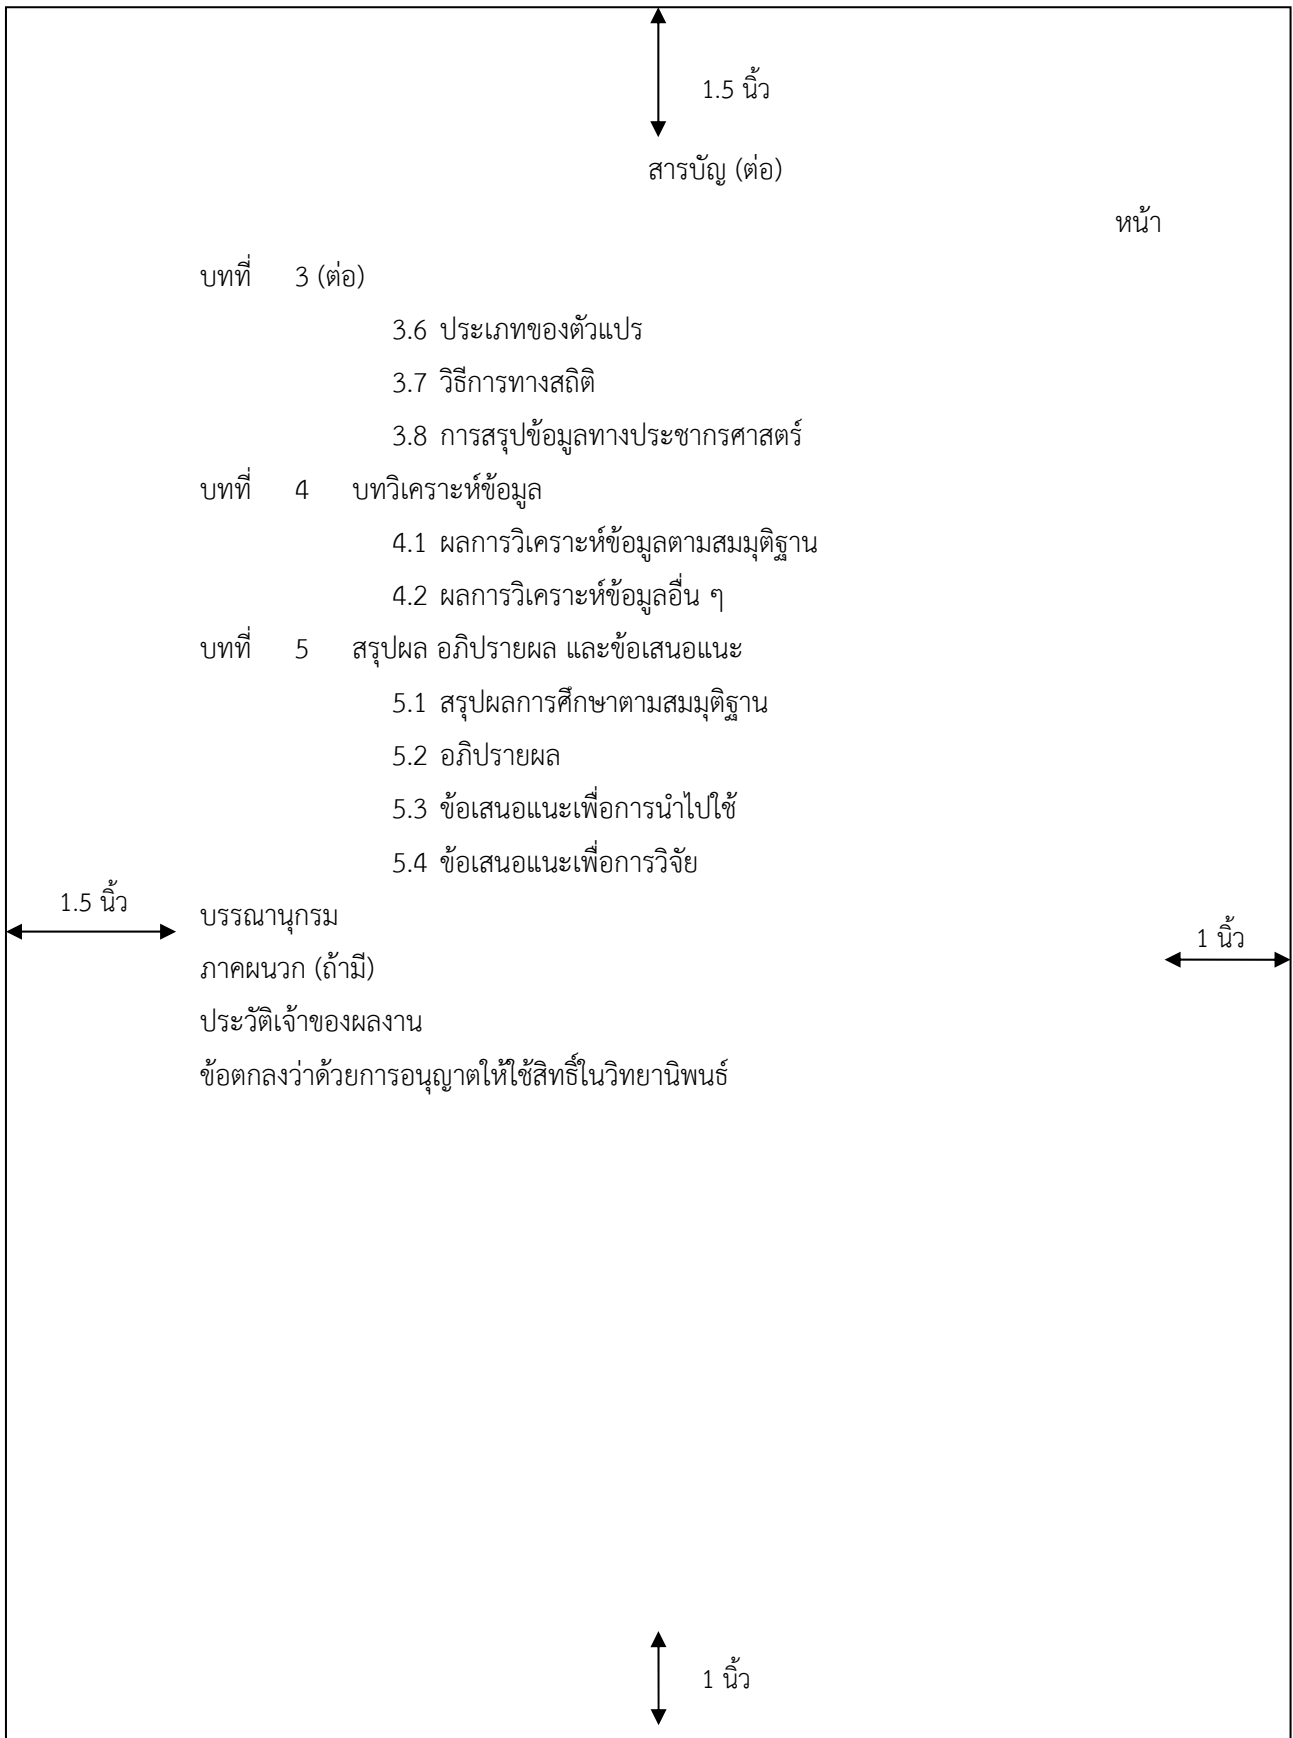 1.5 นิ้ว
สารบัญ (ต่อ)
หน้า
บทที่ 3 (ต่อ)
3.6 ประเภทของตัวแปร
3.7 วิธีการทางสถิติ
3.8 การสรุปข้อมูลทางประชากรศาสตร์
บทที่ 4 บทวิเคราะห์ข้อมูล
4.1 ผลการวิเคราะห์ข้อมูลตามสมมุติฐาน
4.2 ผลการวิเคราะห์ข้อมูลอื่น ๆ
บทที่ 5 สรุปผล อภิปรายผล และข้อเสนอแนะ
5.1 สรุปผลการศึกษาตามสมมุติฐาน
5.2 อภิปรายผล
5.3 ข้อเสนอแนะเพื่อการนำไปใช้
5.4 ข้อเสนอแนะเพื่อการวิจัย
1.5 นิ้ว
บรรณานุกรม
1 นิ้ว
ภาคผนวก (ถ้ามี)
ประวัติเจ้าของผลงาน
ข้อตกลงว่าด้วยการอนุญาตให้ใช้สิทธิ์ในวิทยานิพนธ์
1 นิ้ว